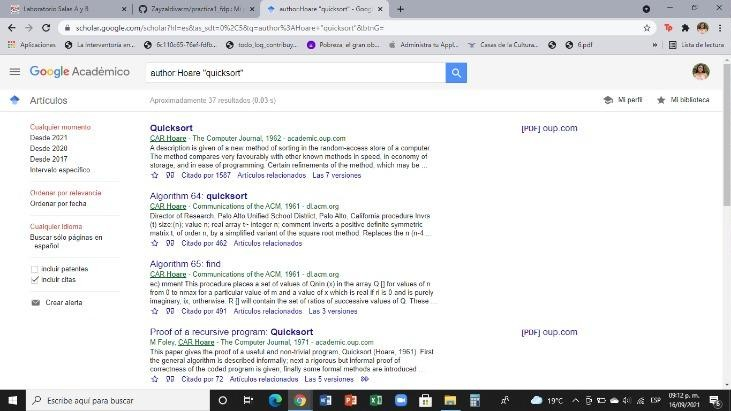 Laboratorio Salas A y B
Zayzaldivarm/practica1_fdp: Mi p
author:Hoare "quicksort" - Goog
scholar.google.com/scholar?hl=es&as_sdt=0%2C5&q=author%3AHoare+"quicksort"&btnG=
Aplicaciones
La Interventoría en...
6c110c65-76ef-fdfb...
todo_log_contribuy...
Pobreza, el gran ob...
Administra tu Appl...
Casas de la Cultura...
6.pdf
»
Lista de lectura
Google Académico
author:Hoare "quicksort"
Artículos
Aproximadamente 37 resultados (0.03 s)
Mi perfil
Mi biblioteca
Cualquier momento
Desde 2021
Desde 2020
Desde 2017
Intervalo específico...
Ordenar por relevancia
Ordenar por fecha
Cualquier idioma
Buscar sólo páginas en
español
incluir patentes
incluir citas
Crear alerta
Quicksort
CAR Hoare - The Computer Journal, 1962 - academic.oup.com
A description is given of a new method of sorting in the random-access store of a computer
The method compares very favourably with other known methods in speed, in economy of
storage, and in ease of programming. Certain refinements of the method, which may be ...
Citado por 1587 Artículos relacionados Las 7 versiones
[PDF] oup.com
Algorithm 64: quicksort
CAR Hoare - Communications of the ACM, 1961 - dl.acm.org
Director of Research, Palo Alto Unified School District, Palo Alto, California procedure Invrs
(t) size:(n); value n; real array t~ integer n; comment Inverts a positive definite symmetric
matrix t, of order n, by a simplified variant of the square root method. Replaces the n (n-4 ...
Citado por 462 Artículos relacionados
Algorithm 65: find
CAR Hoare - Communications of the ACM, 1961 - dl.acm.org
ec) mment This procedure places a set of values of Qnin (x) in the array Q [] for values of n
from 0 to nmax for a particular value of m and a value of x which is real if ri is 0 and is purely
imaginary, ix, ortherwise. R [] will contain the set of ratios of successive values of Q. These ...
Citado por 491 Artículos relacionados Las 3 versiones
Proof of a recursive program: Quicksort
M Foley, CAR Hoare - The Computer Journal, 1971 - academic.oup.com
This paper gives the proof of a useful and non-trivial program, Quicksort (Hoare, 1961). First
the general algorithm is described informally; next a rigorous but informal proof of
correctness of the coded program is given; finally some formal methods are introduced ...
Citado por 72 Artículos relacionados Las 5 versiones
[PDF] oup.com
Escribe aquí para buscar
19°C
ESP
09:12 p. m.
16/09/2021